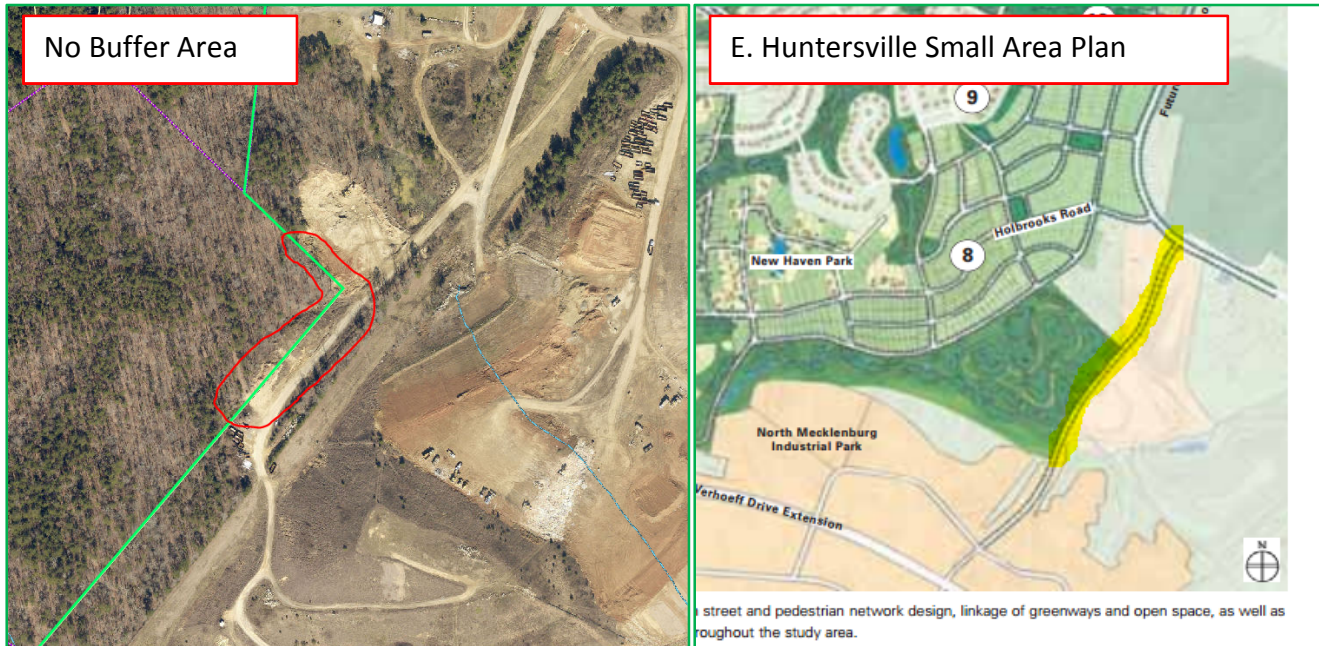 No Buffer Area
E. Huntersville Small Area Plan
9
Futur
Holbrooks Road
8
New Haven Park
North Mecklenburg
Industrial Park
Verhoeff Drive Extension
N
street and pedestrian network design, linkage of greenways and open space, as well as
roughout the study area.